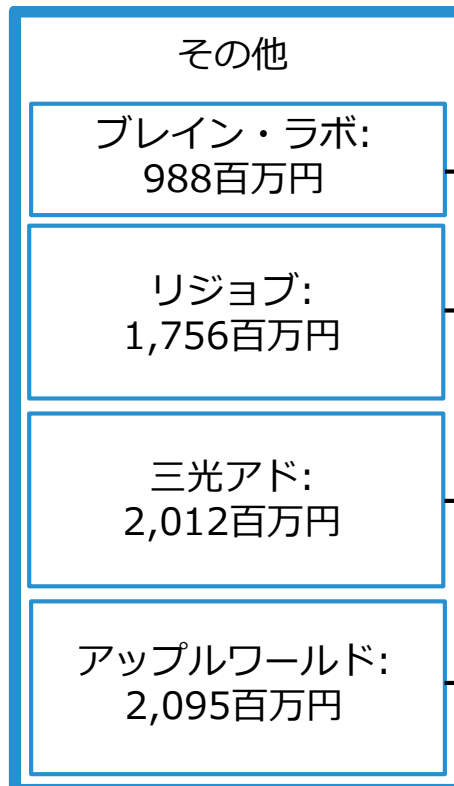 その他
ブレイン・ラボ:
988百万円
リジョブ:
1,756百万円
三光アド:
2,012百万円
アップルワールド:
2,095百万円